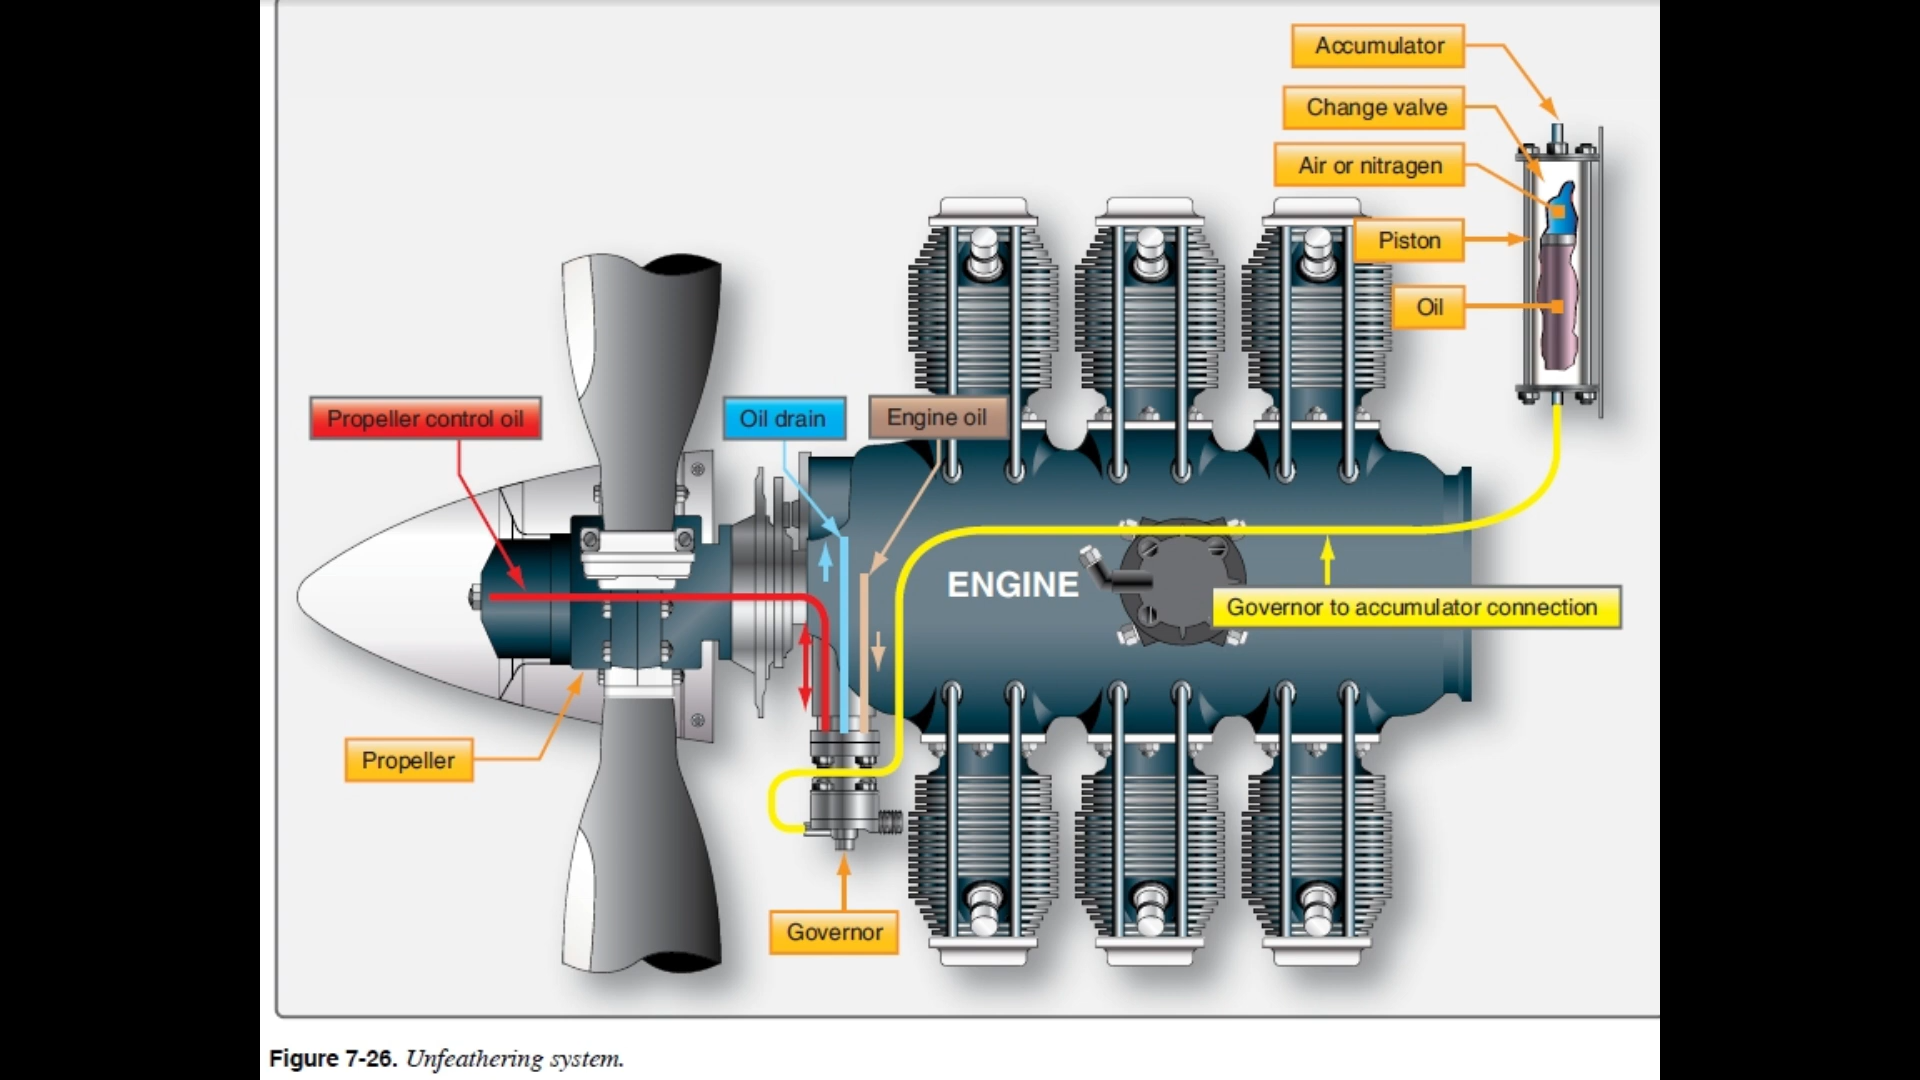 Accumulator
Change valve
Air or nitragen
Piston
Oil
Propeller control oil
Oil drain
Engine oil
ENGINE
Governor to accumulator connection
Propeller
Governor
Figure 7-26. Unfeathering system.